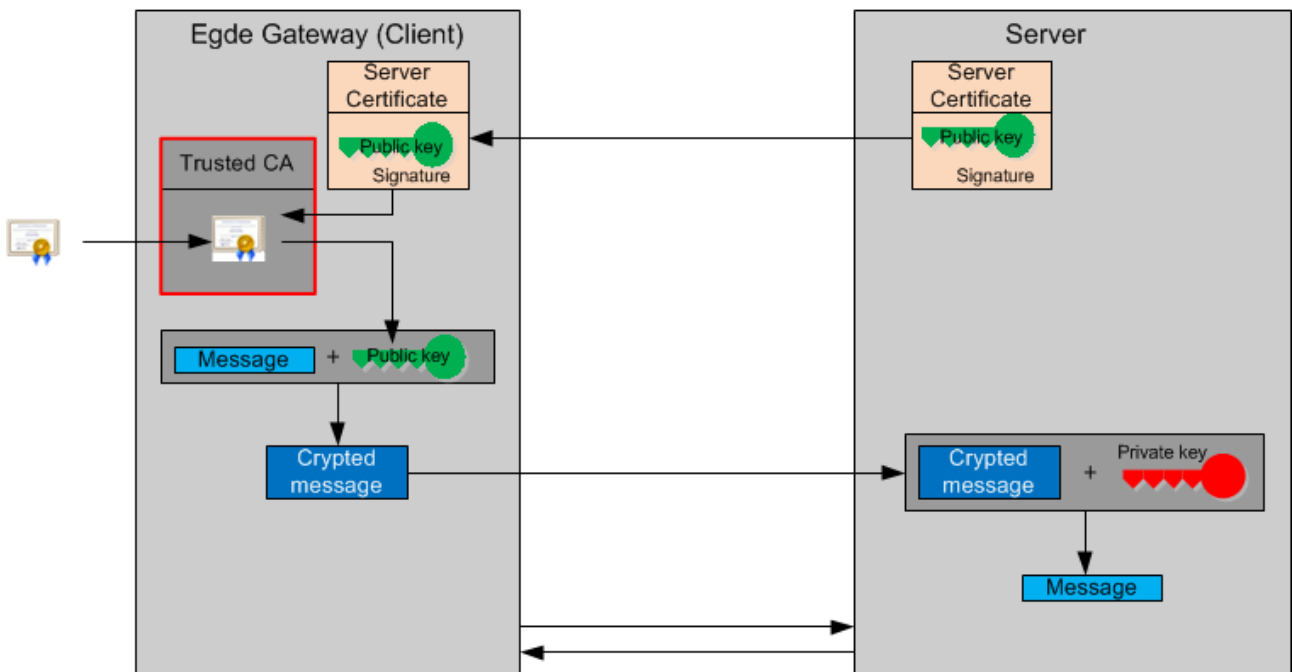 Egde Gateway (Client)
Server
Certificate
Public key
Signature
Trusted CA
Message
+
Public key
Crypted
message
Server
Server
Certificate
Public key
Signature
Crypted
message
+
Private key
Message